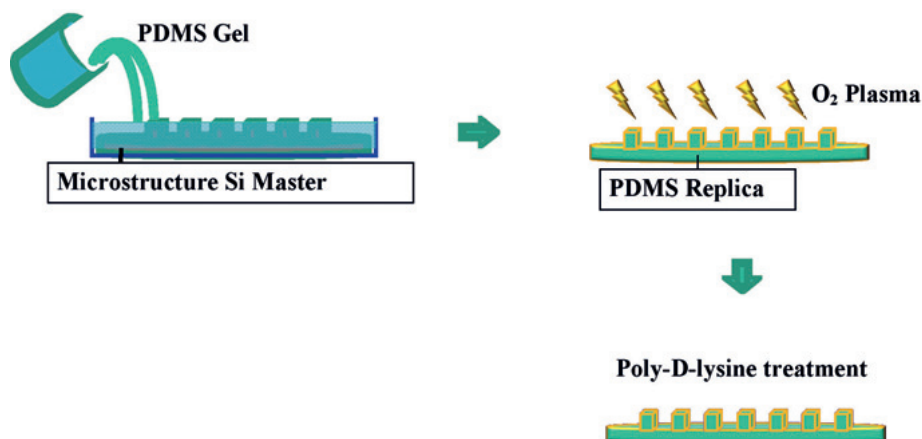 PDMS Gel
Microstructure Si Master
O₂ Plasma
PDMS Replica
Poly-D-lysine treatment